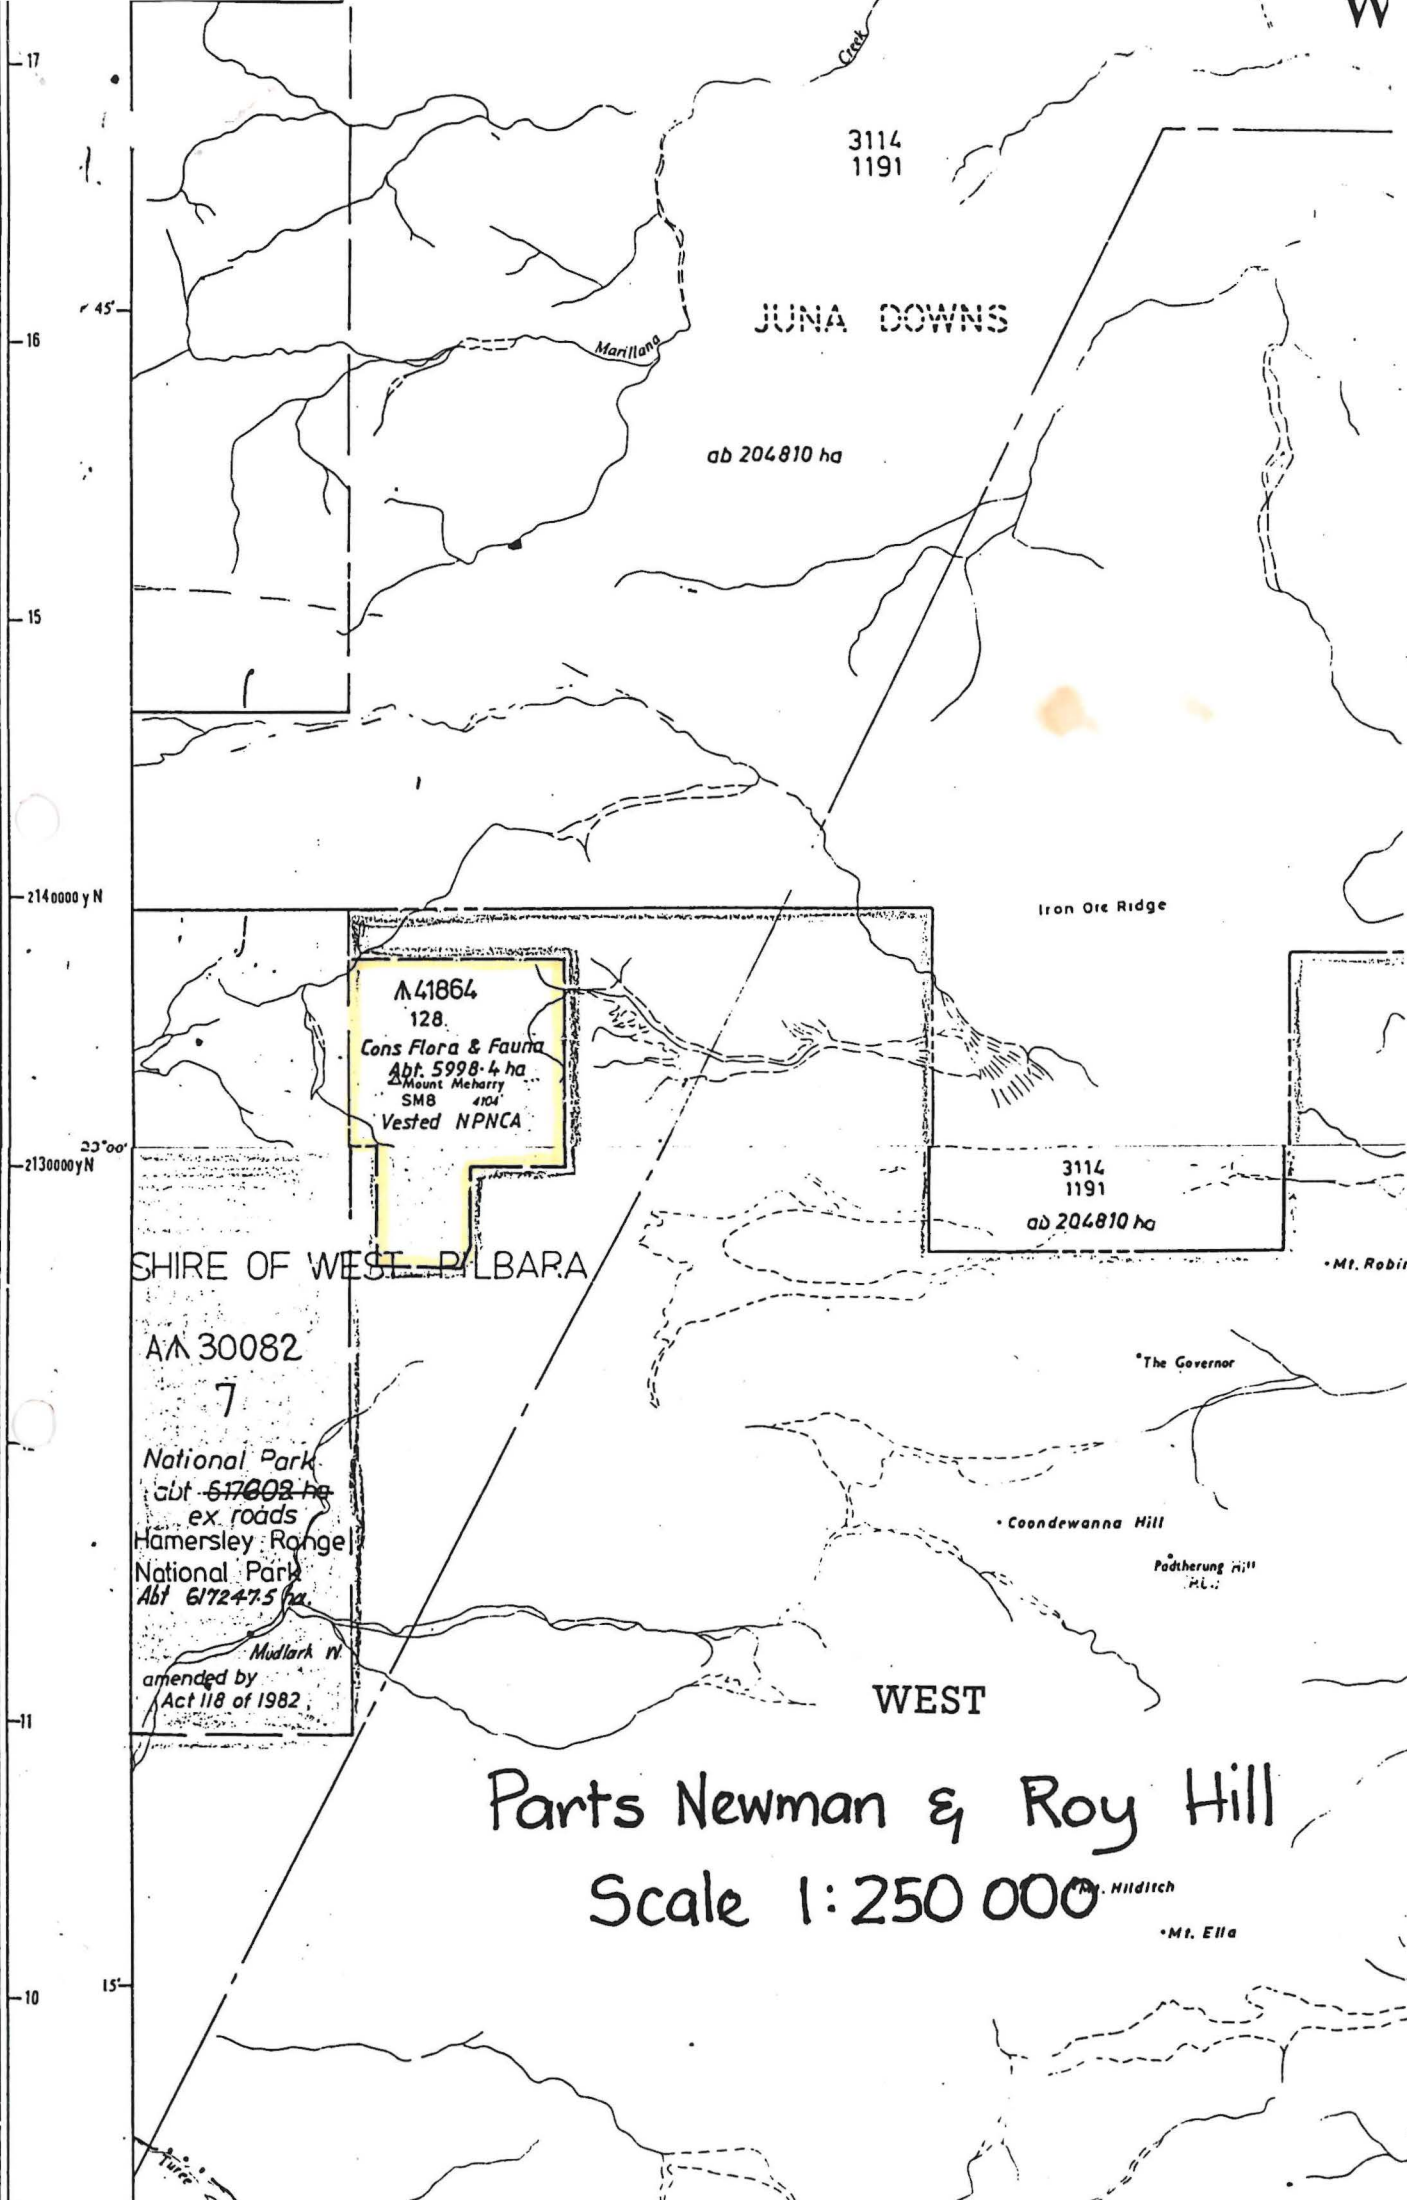 W
17
Creek
3114
1191
45'
JUNA DOWNS
16
Marillana
ab 204810 ha
15
2140000 y N
Iron Ore Ridge
41864
128.
Cons Flora & Fauna
Abt. 5998·4 ha
Mount Meharry
SM8 4104'
Vested NPNCA
23°00'
2130000 y N
3114
1191
ab 204810 ha
SHIRE OF WEST PILBARA
Mt. Robin
A 30082
The Governor
7
National Park
abt 617602 ha
ex roads
Coondewanna Hill
Hamersley Range
National Park
Padtherung Hill
Abt 617247·5 ha.
Mudlark W
amended by
Act 118 of 1982
WEST
11
Parts Newman & Roy Hill
Scale 1:250 000
Mt. Hilditch
Mt. Ella
15'
10
Turee